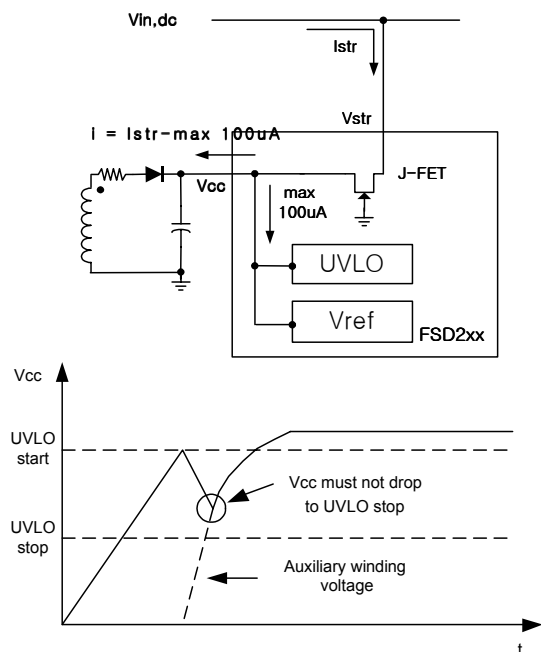 Vin,dc
Istr
Vstr
i = Istr-max 100uA
J-FET
Vcc
max
100uA
UVLO
Vref
FSD2xx
Vcc
UVLO
start
Vcc must not drop
to UVLO stop
UVLO
stop
Auxiliary winding
voltage
t